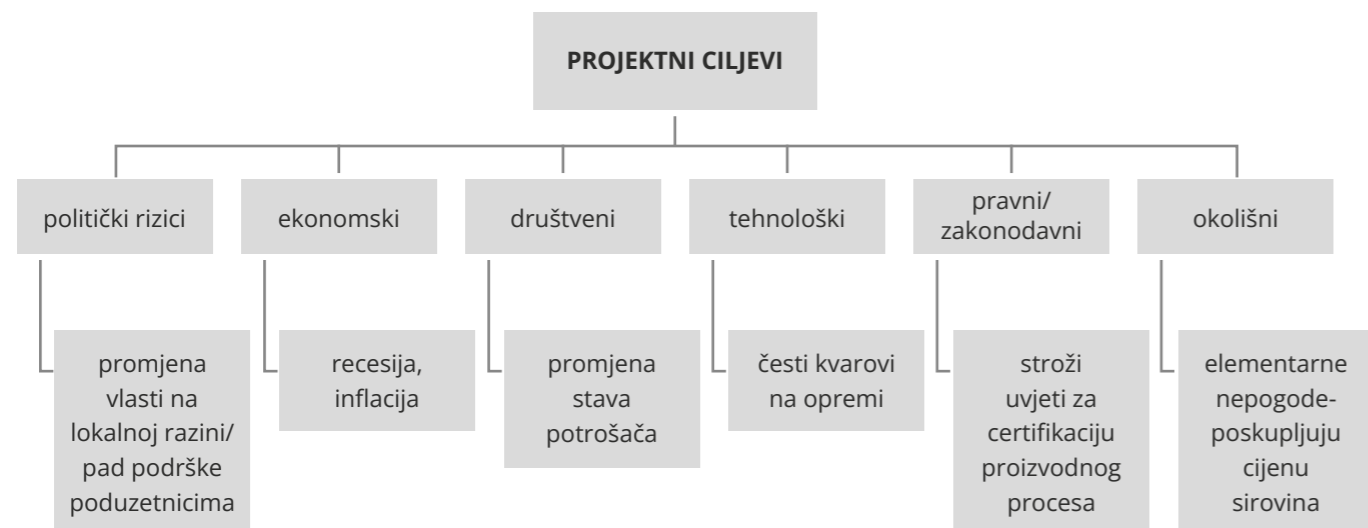 PROJEKTNI CILJEVI
politički rizici
ekonomski
društveni
tehnološki
pravni/
zakonodavni
okolišni
promjena
vlasti na
lokalnoj razini/
pad podrške
poduzetnicima
recesija,
inflacija
promjena
stava
potrošača
česti kvarovi
na opremi
stroži
uvjeti za
certifikaciju
proizvodnog
procesa
elementarne
nepogode-
poskupljuju
cijenu
sirovina